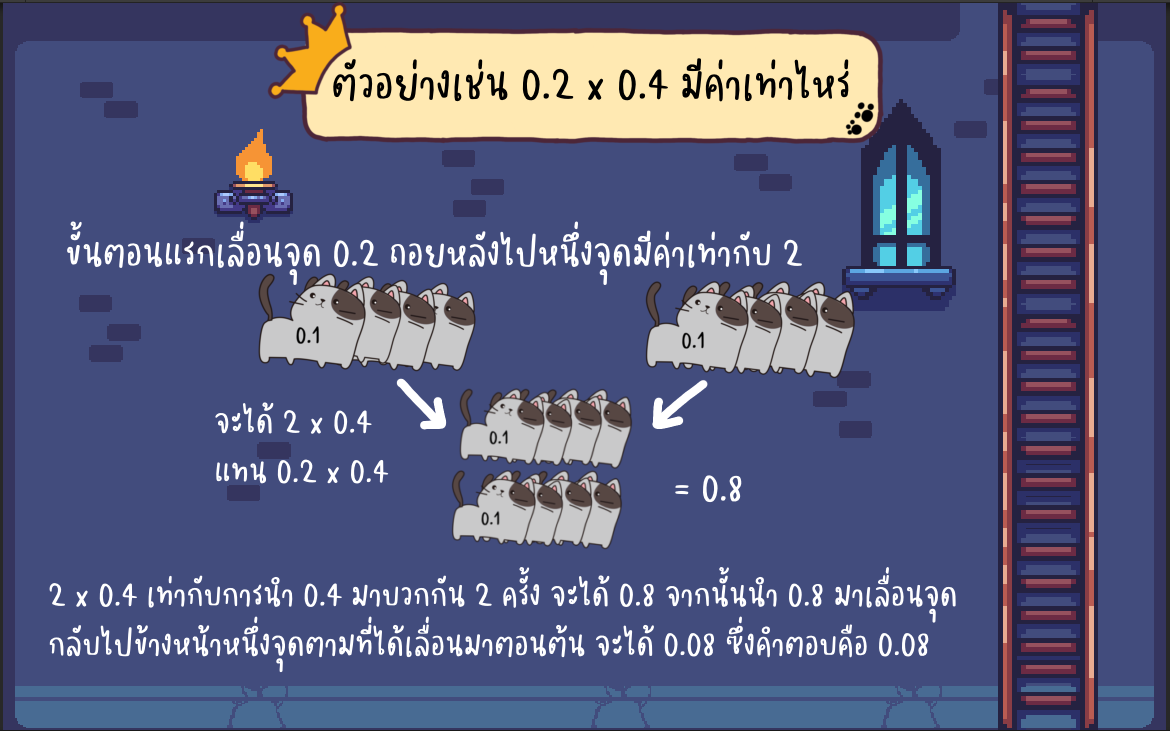 ตัวอย่างเช่น 0.2 x 0.4 มีค่าเท่าไหร่
ขั้นตอนแรกเลื่อนจุด 0.2 ถอยหลังไปหนึ่งจุดมีค่าเท่ากับ 2
0.1
0.1
จะได้ 2 x 0.4
แทน 0.2 x 0.4
0.1
0.1
= 0.8
2 x 0.4 เท่ากับการนำ 0.4 มาบวกกัน 2 ครั้ง จะได้ 0.8 จากนั้นนำ 0.8 มาเลื่อนจุด
กลับไปข้างหน้าหนึ่งจุดตามที่ได้เลื่อนมาตอนต้น จะได้ 0.08 ซึ่งคำตอบคือ 0.08